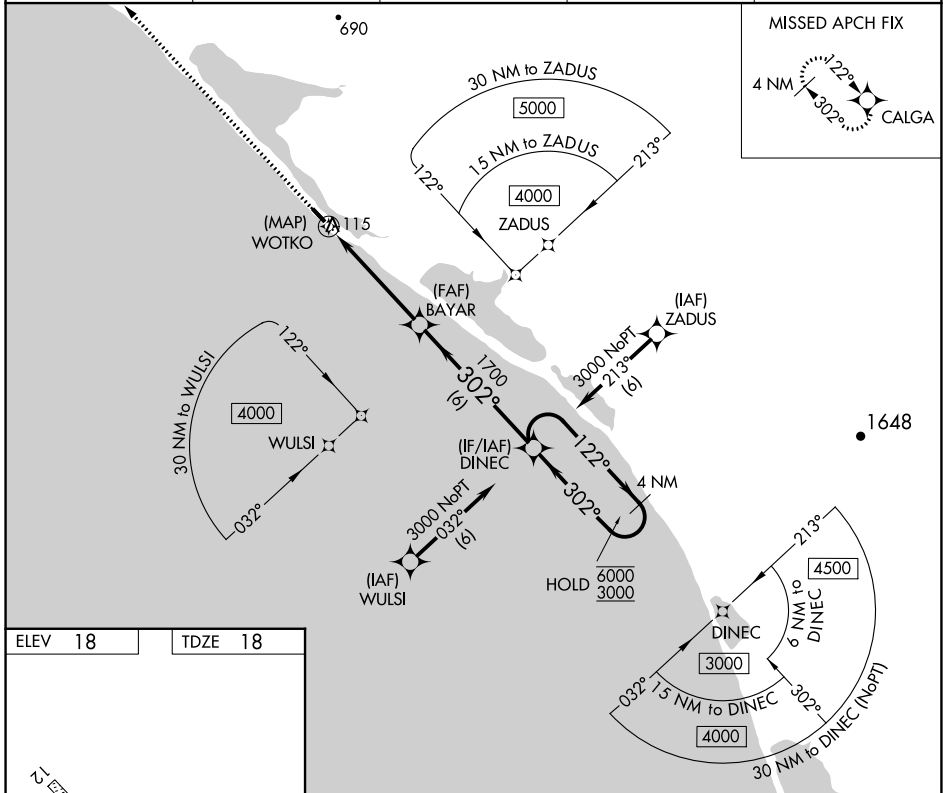 690
MISSED APCH FIX
122°
4 NM
302°
CALGA
30 NM to ZADUS
5000
15 NM to ZADUS
122°
213°
4000
ZADUS
(MAP)
WOTKO
115
(FAF)
BAYAR
(IAF)
ZADUS
3000 NoPT
213°
(6)
1700
302°
(6)
122°
30 NM to WULSI
4000
WULSI
032°
1648
(IF/IAF)
DINEC
122°
302°
4 NM
3000 NoPT
032°
(6)
(IAF)
WULSI
HOLD
6000
3000
213°
4500
6 NM to
DINEC
DINEC
3000
032°
15 NM to DINEC
302°
4000
30 NM to DINEC (NoPT)
ELEV 18
TDZE 18
12